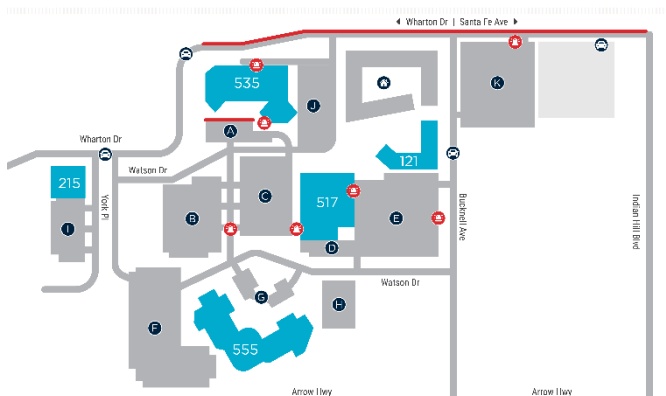 Wharton Dr | Santa Fe Ave
K
535
J
A
Wharton Dr
121
Watson Dr
215
517
C
York Pl
B
E
Bucknell Ave
Indian Hill Blvd
I
D
Watson Dr
G
H
F
555
Arrow Hwy
Arrow Hwy